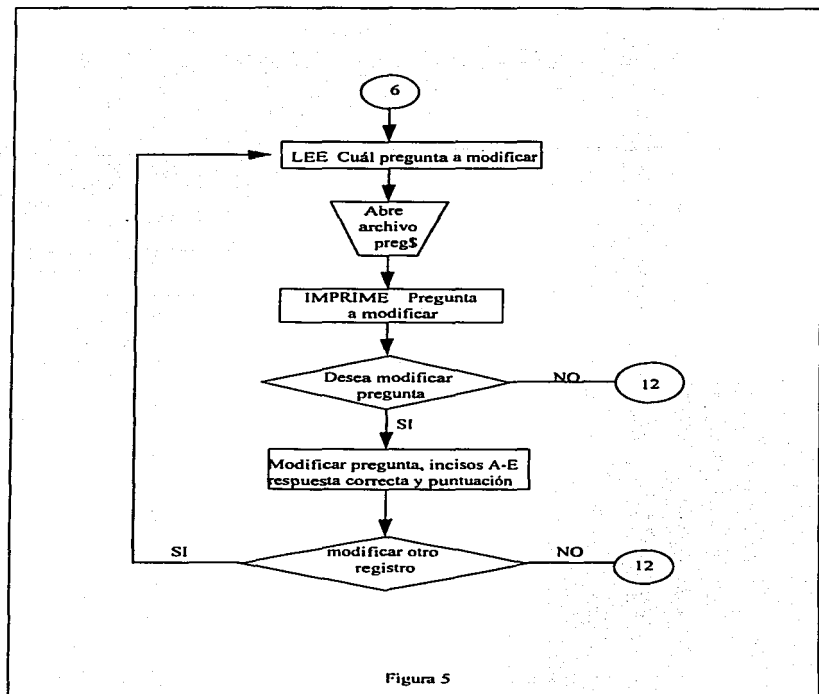 6
LEE Cuál pregunta a modificar
Abre
archivo
preg$
IMPRIME Pregunta
a modificar
Desea modificar
pregunta
NO
12
SI
Modificar pregunta, incisos A-E
respuesta correcta y puntuación
SI
modificar otro
registro
NO
12
Figura 5